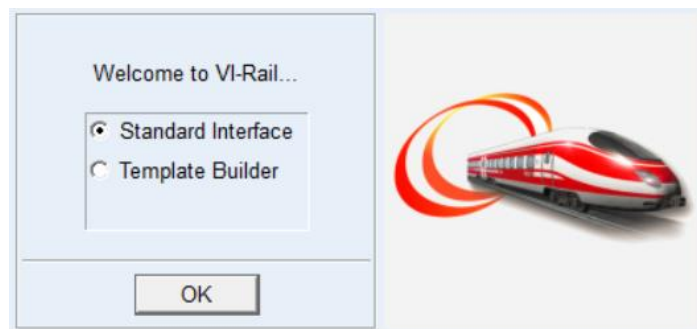 Welcome to VI-Rail...
Standard Interface
Template Builder
OK